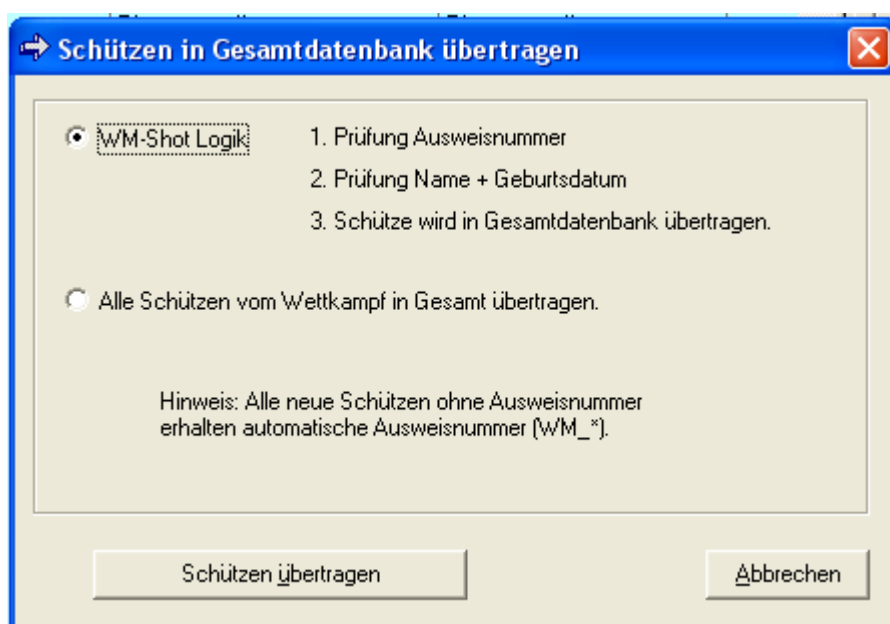 Schützen in Gesamtdatenbank übertragen
WM-Shot Logik
1. Prüfung Ausweisnummer
2. Prüfung Name + Geburtsdatum
3. Schütze wird in Gesamtdatenbank übertragen.
Alle Schützen vom Wettkampf in Gesamt übertragen.
Hinweis: Alle neue Schützen ohne Ausweisnummer
erhalten automatische Ausweisnummer (WM_*).
Schützen übertragen
Abbrechen